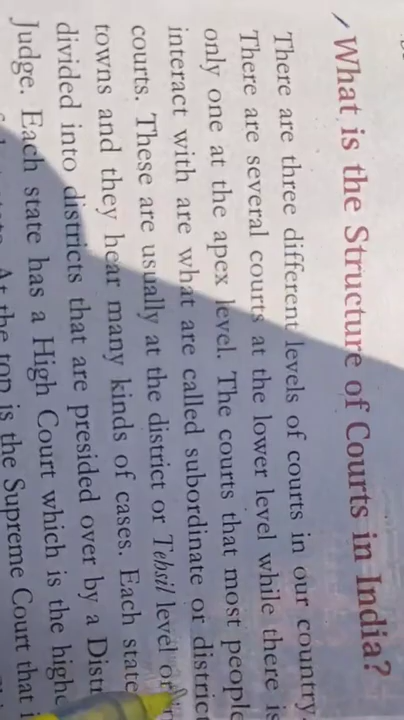 What is the Structure of Courts in India?
There are three different levels of courts in our country.
There are several courts at the lower level while there is
only one at the apex level. The courts that most people
interact with are what are called subordinate or district
courts. These are usually at the district or Tehsil level or
towns and they hear many kinds of cases. Each state
divided into districts that are presided over by a
Judge. Each state has a High Court which is the
At the top is the Supreme Court that